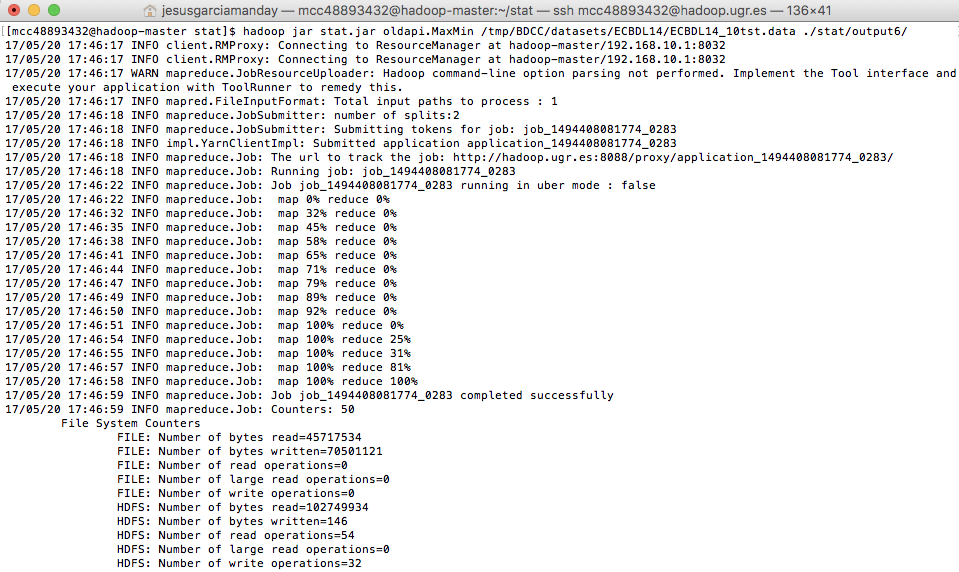 jesusgarciamanday — mcc48893432@hadoop-master:~/stat — ssh mcc48893432@hadoop.ugr.es — 136×41
[[mcc48893432@hadoop-master stat]$ hadoop jar stat.jar oldapi.MaxMin /tmp/BDCC/datasets/ECBDL14/ECBDL14_10tst.data ./stat/output6/ ]
17/05/20 17:46:17 INFO client.RMProxy: Connecting to ResourceManager at hadoop-master/192.168.10.1:8032
17/05/20 17:46:17 INFO client.RMProxy: Connecting to ResourceManager at hadoop-master/192.168.10.1:8032
17/05/20 17:46:17 WARN mapreduce.JobResourceUploader: Hadoop command-line option parsing not performed. Implement the Tool interface and
 execute your application with ToolRunner to remedy this.
17/05/20 17:46:17 INFO mapred.FileInputFormat: Total input paths to process : 1
17/05/20 17:46:18 INFO mapreduce.JobSubmitter: number of splits:2
17/05/20 17:46:18 INFO mapreduce.JobSubmitter: Submitting tokens for job: job_1494408081774_0283
17/05/20 17:46:18 INFO impl.YarnClientImpl: Submitted application application_1494408081774_0283
17/05/20 17:46:18 INFO mapreduce.Job: The url to track the job: http://hadoop.ugr.es:8088/proxy/application_1494408081774_0283/
17/05/20 17:46:18 INFO mapreduce.Job: Running job: job_1494408081774_0283
17/05/20 17:46:22 INFO mapreduce.Job: Job job_1494408081774_0283 running in uber mode : false
17/05/20 17:46:22 INFO mapreduce.Job:  map 0% reduce 0%
17/05/20 17:46:32 INFO mapreduce.Job:  map 32% reduce 0%
17/05/20 17:46:35 INFO mapreduce.Job:  map 45% reduce 0%
17/05/20 17:46:38 INFO mapreduce.Job:  map 58% reduce 0%
17/05/20 17:46:41 INFO mapreduce.Job:  map 65% reduce 0%
17/05/20 17:46:44 INFO mapreduce.Job:  map 71% reduce 0%
17/05/20 17:46:47 INFO mapreduce.Job:  map 79% reduce 0%
17/05/20 17:46:49 INFO mapreduce.Job:  map 89% reduce 0%
17/05/20 17:46:50 INFO mapreduce.Job:  map 92% reduce 0%
17/05/20 17:46:51 INFO mapreduce.Job:  map 100% reduce 0%
17/05/20 17:46:54 INFO mapreduce.Job:  map 100% reduce 25%
17/05/20 17:46:55 INFO mapreduce.Job:  map 100% reduce 31%
17/05/20 17:46:57 INFO mapreduce.Job:  map 100% reduce 81%
17/05/20 17:46:58 INFO mapreduce.Job:  map 100% reduce 100%
17/05/20 17:46:59 INFO mapreduce.Job: Job job_1494408081774_0283 completed successfully
17/05/20 17:46:59 INFO mapreduce.Job: Counters: 50
File System Counters
FILE: Number of bytes read=45717534
FILE: Number of bytes written=70501121
FILE: Number of read operations=0
FILE: Number of large read operations=0
FILE: Number of write operations=0
HDFS: Number of bytes read=102749934
HDFS: Number of bytes written=146
HDFS: Number of read operations=54
HDFS: Number of large read operations=0
HDFS: Number of write operations=32